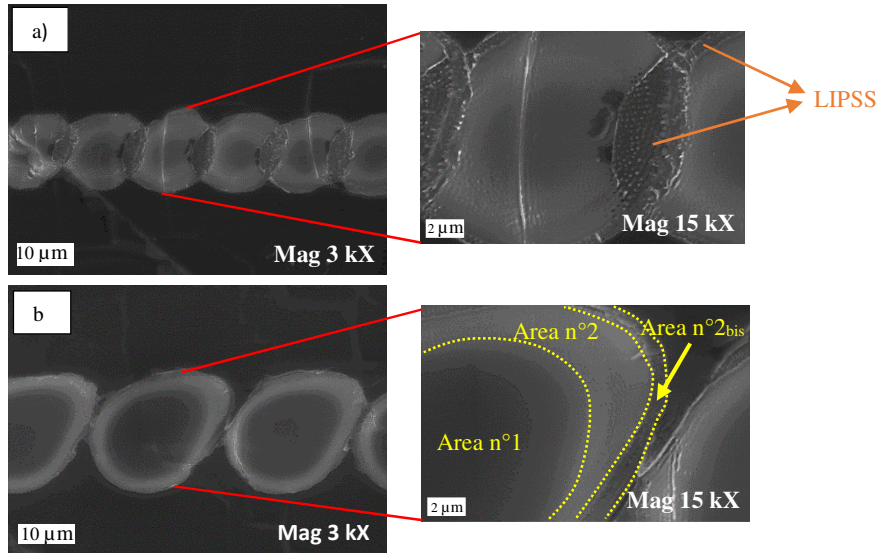 a)
10 µm
Mag 3 kX
2 µm
Mag 15 kX
LIPSS
b
10 µm
Mag 3 kX
Area n°1
Area n°2
Area n°2bis
2 µm
Mag 15 kX